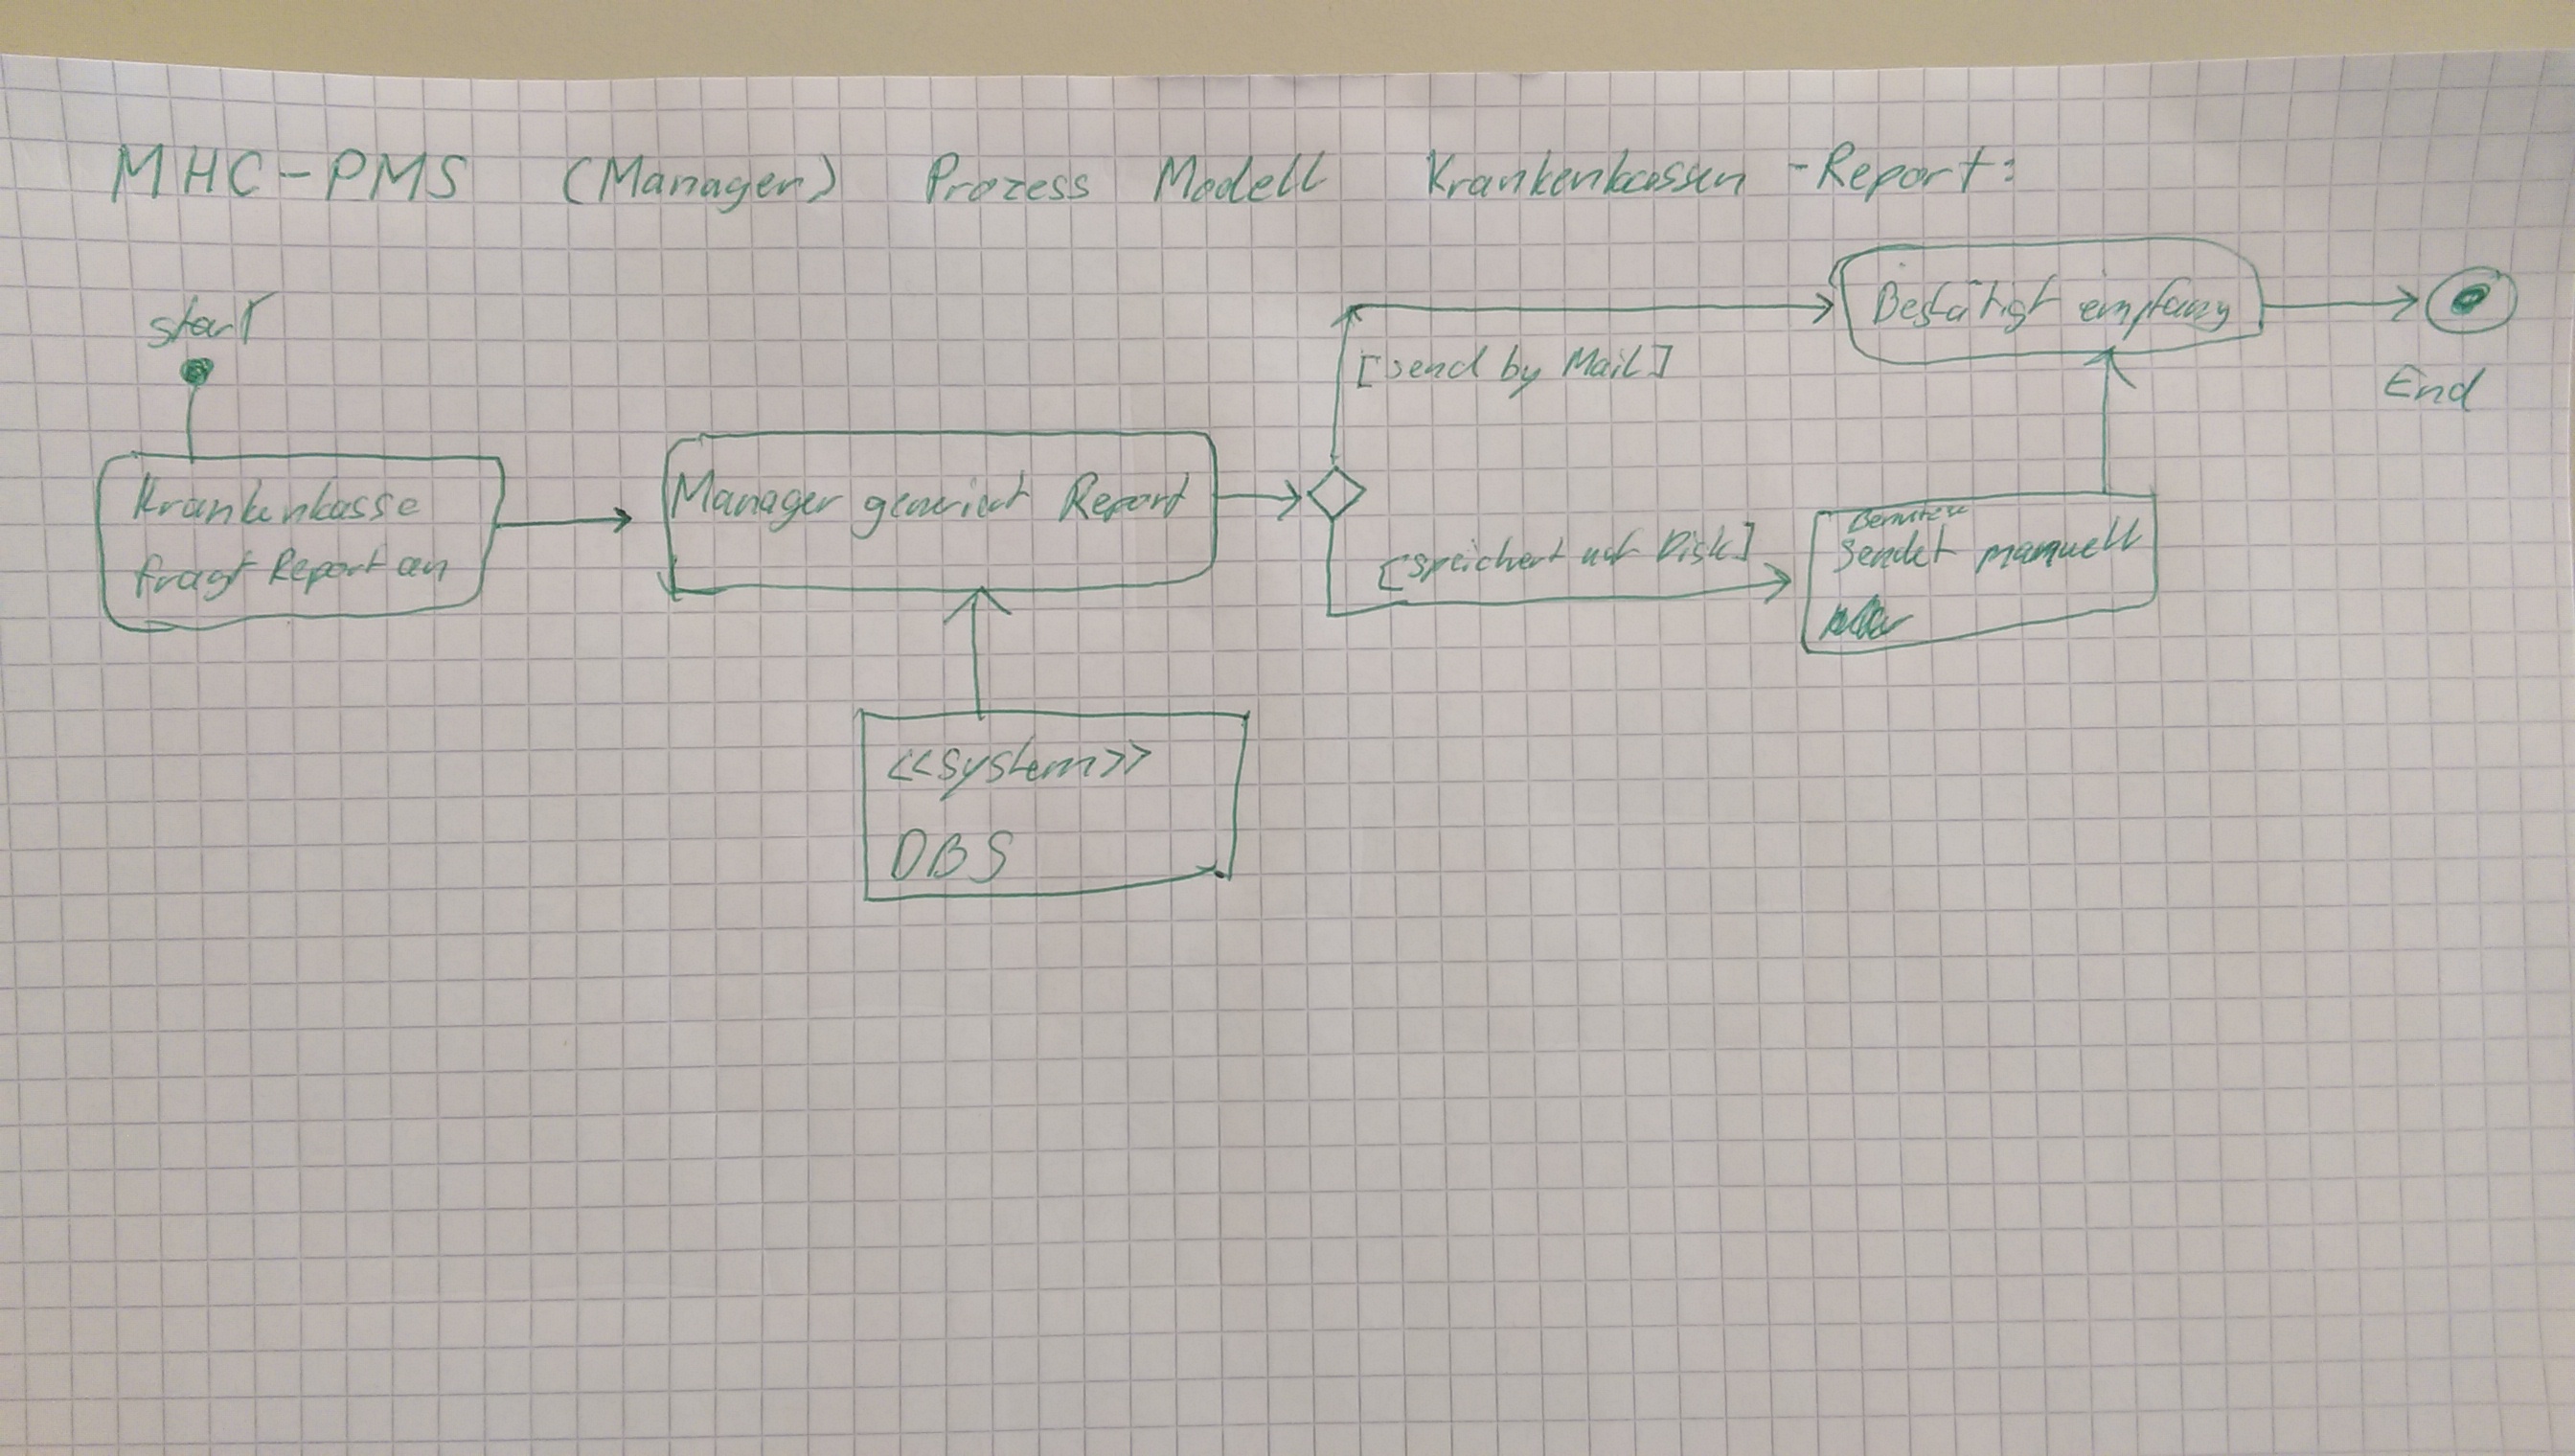 MHC-PMS (Manager) Prozess Modell Krankenkassen-Report:
start
Krankenkasse
fragt Report an
Manager generiert Report
<<system>>
DBS
[send by Mail]
[speichert auf Disk]
Benutzer
sendet manuell
Bestätigt empfang
End